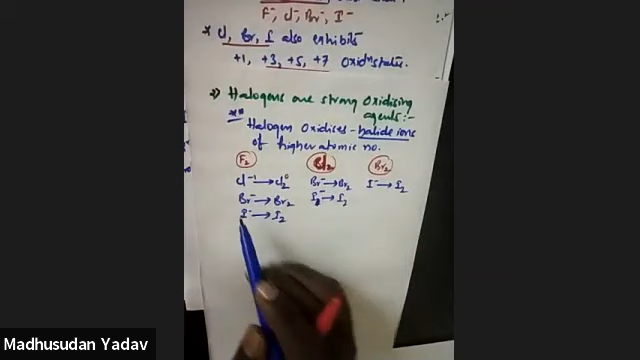 F⁻, Cl⁻, Br⁻, I⁻
* Cl, Br, I also exhibits
+1, +3, +5, +7 oxidⁿ states.
2) Halogens are strong oxidising
agents:-
** Halogen oxidises - halide ions
of higher atomic no.
F₂ Cl₂ Br₂
Cl⁻¹ → Cl₂⁰ Br⁻ → Br₂ I⁻ → I₂
Br⁻ → Br₂ I⁻ → I₂
I⁻ → I₂
Madhusudan Yadav